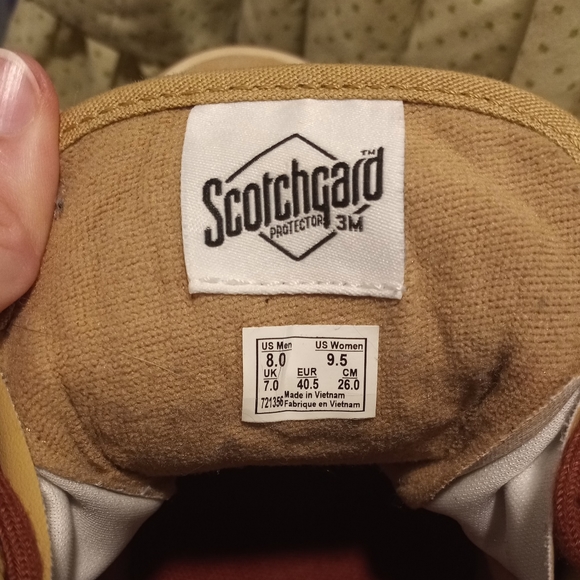 Scotchgard™
PROTECTOR 3M
US Men US Women
8.0 9.5
UK EUR CM
7.0 40.5 26.0
721356 Made in Vietnam
Fabrique en Vietnam